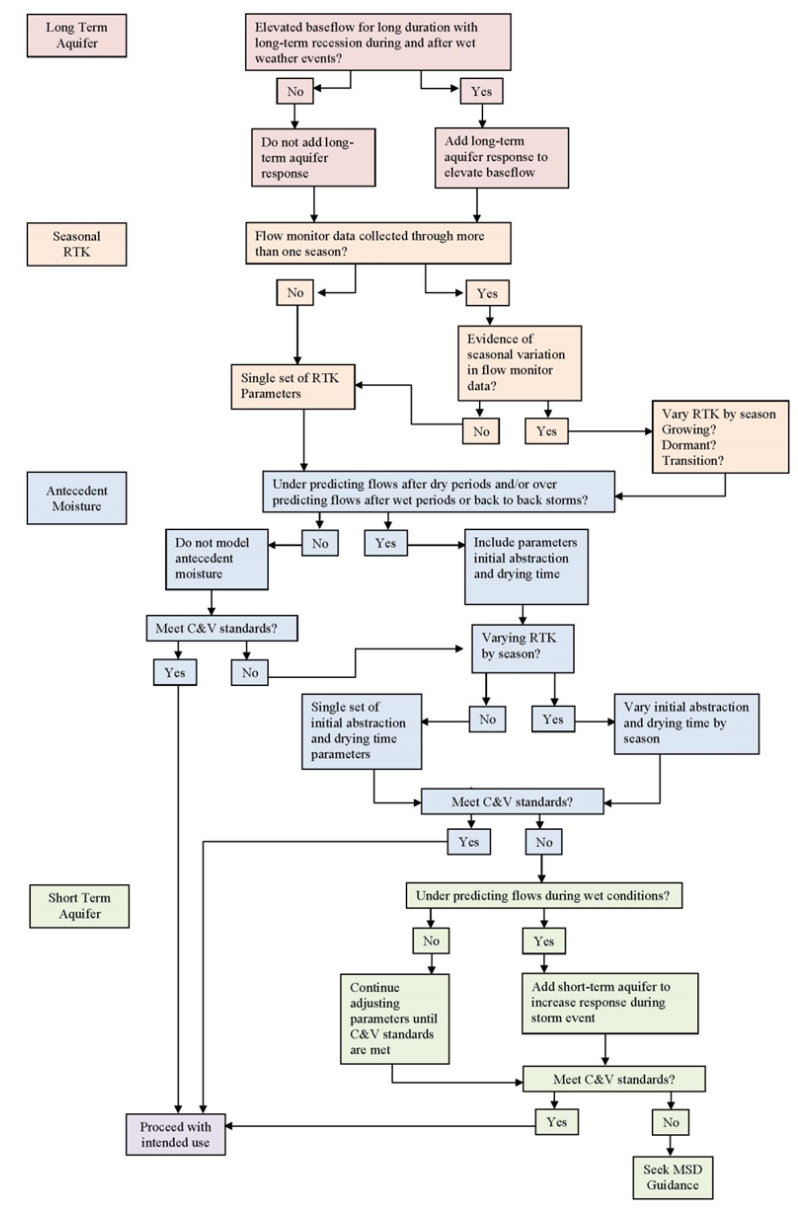 Long Term
Aquifer
Elevated baseflow for long duration with
long-term recession during and after wet
weather events?
No
Yes
Do not add long-
term aquifer
response
Add long-term
aquifer response to
elevate baseflow
Seasonal
RTK
Flow monitor data collected through more
than one season?
No
Yes
Evidence of
seasonal variation
in flow monitor
data?
Single set of RTK
Parameters
No
Yes
Vary RTK by season
Growing?
Dormant?
Transition?
Antecedent
Moisture
Under predicting flows after dry periods and/or over
predicting flows after wet periods or back to back storms?
No
Yes
Do not model
antecedent
moisture
Include parameters
initial abstraction
and drying time
Meet C&V standards?
Yes
No
Varying RTK
by season?
No
Yes
Single set of
initial abstraction
and drying time
parameters
Vary initial abstraction
and drying time by
season
Meet C&V standards?
Yes
No
Short Term
Aquifer
Under predicting flows during wet conditions?
No
Yes
Continue
adjusting
parameters until
C&V standards
are met
Add short-term aquifer to
increase response during
storm event
Meet C&V standards?
Yes
No
Proceed with
intended use
Seek MSD
Guidance